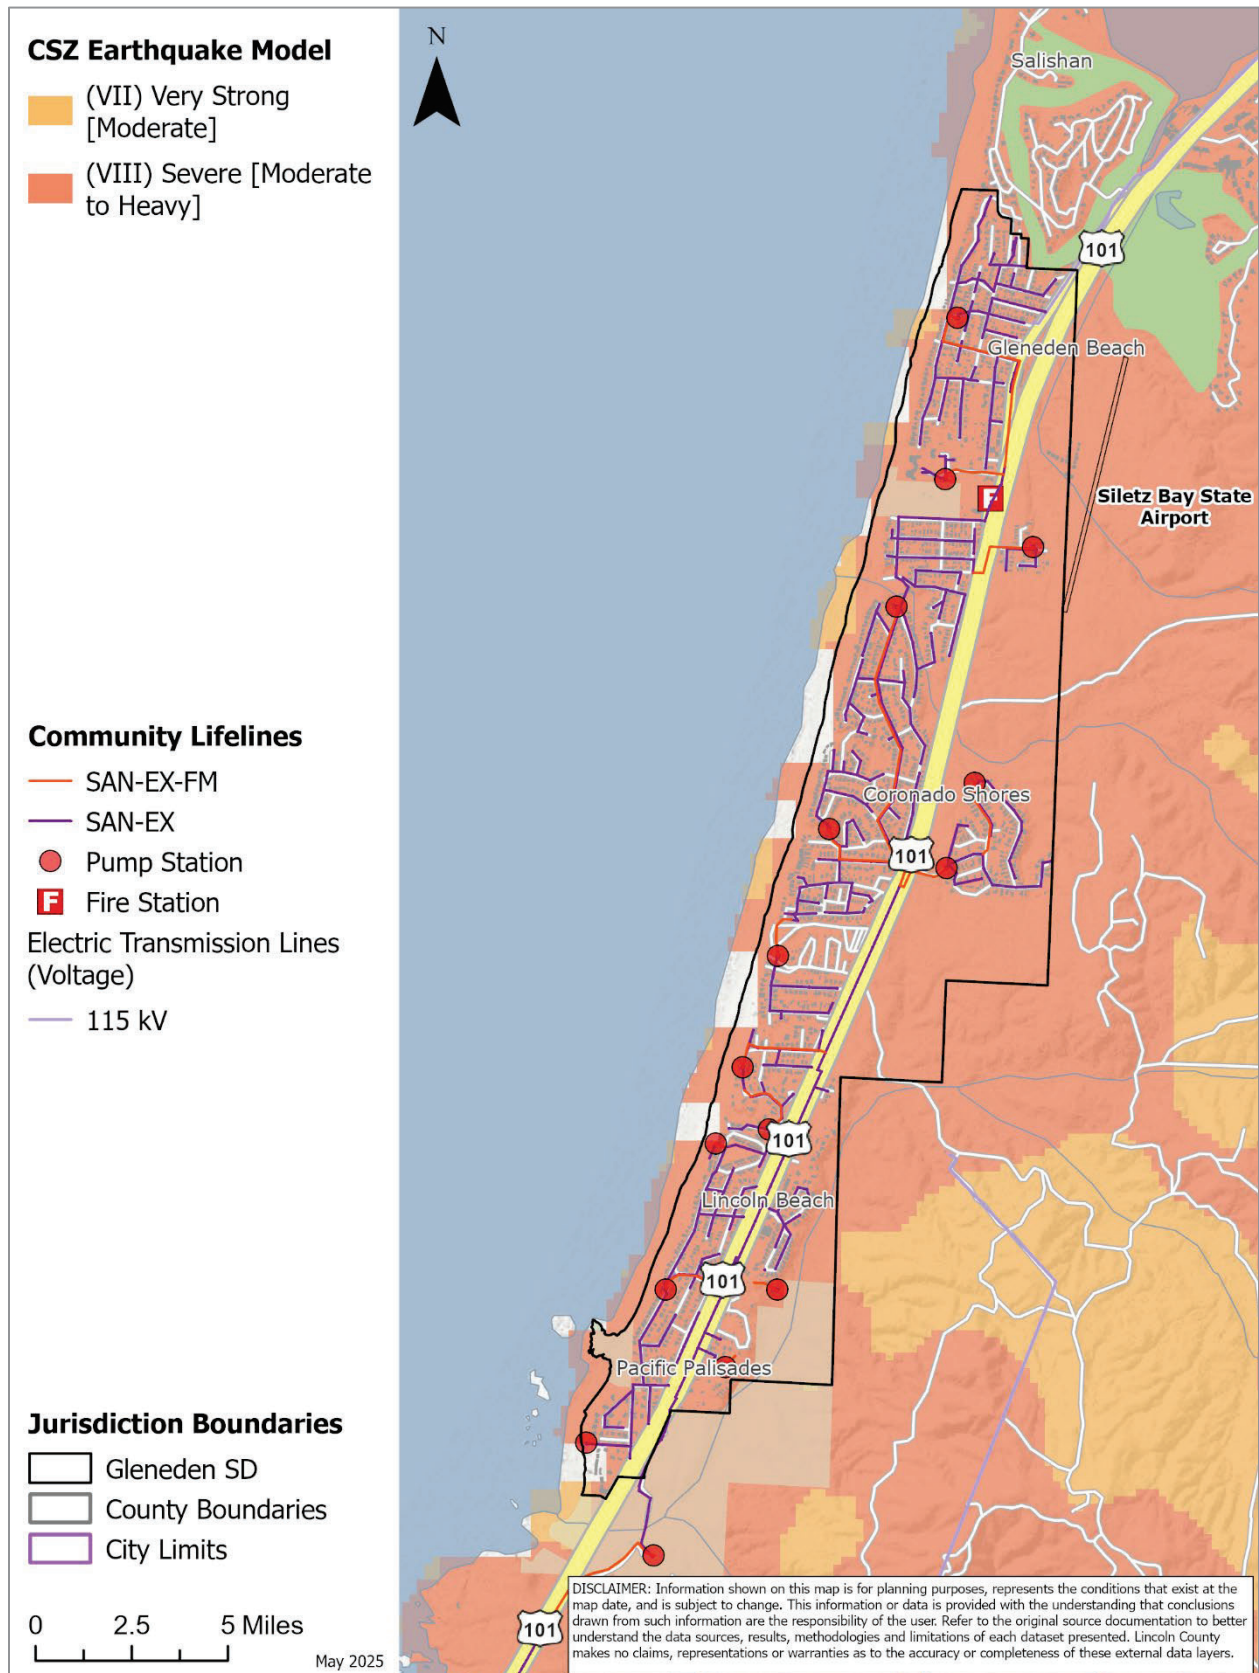 CSZ Earthquake Model
(VII) Very Strong
[Moderate]
(VIII) Severe [Moderate
to Heavy]
Community Lifelines
SAN-EX-FM
SAN-EX
Pump Station
F
Fire Station
Electric Transmission Lines
(Voltage)
115 kV
Jurisdiction Boundaries
Gleneden SD
County Boundaries
City Limits
0 2.5 5 Miles
May 2025
N
Salishan
101
Gleneden Beach
F
Siletz Bay State
Airport
Coronado Shores
101
101
Lincoln Beach
101
Pacific Palisades
101
DISCLAIMER: Information shown on this map is for planning purposes, represents the conditions that exist at the
map date, and is subject to change. This information or data is provided with the understanding that conclusions
drawn from such information are the responsibility of the user. Refer to the original source documentation to better
understand the data sources, results, methodologies and limitations of each dataset presented. Lincoln County
makes no claims, representations or warranties as to the accuracy or completeness of these external data layers.